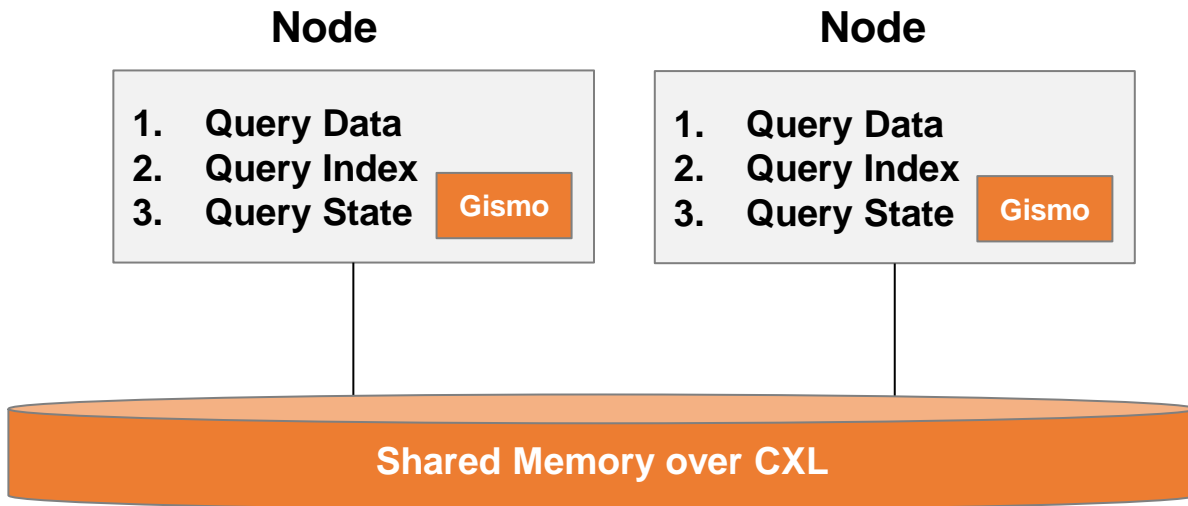 Node
1. Query Data
2. Query Index
3. Query State
Gismo
Node
1. Query Data
2. Query Index
3. Query State
Gismo
Shared Memory over CXL